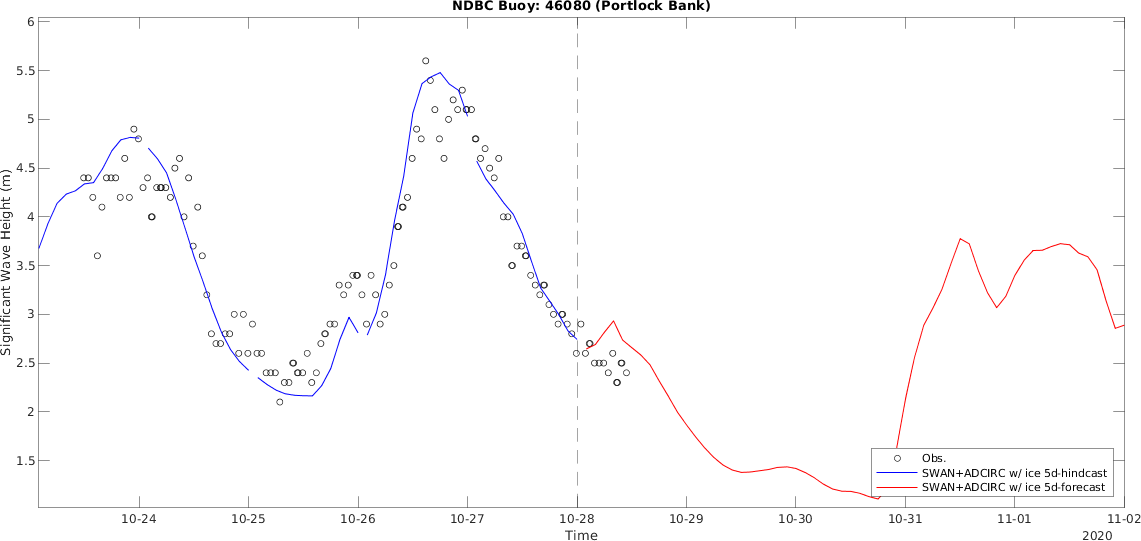 NDBC Buoy: 46080 (Portlock Bank)
6
5.5
5
4.5
4
3.5
3
2.5
2
1.5
Significant Wave Height (m)
Obs.
SWAN+ADCIRC w/ ice 5d-hindcast
SWAN+ADCIRC w/ ice 5d-forecast
10-24 10-25 10-26 10-27 10-28 10-29 10-30 10-31 11-01 11-02
Time
2020